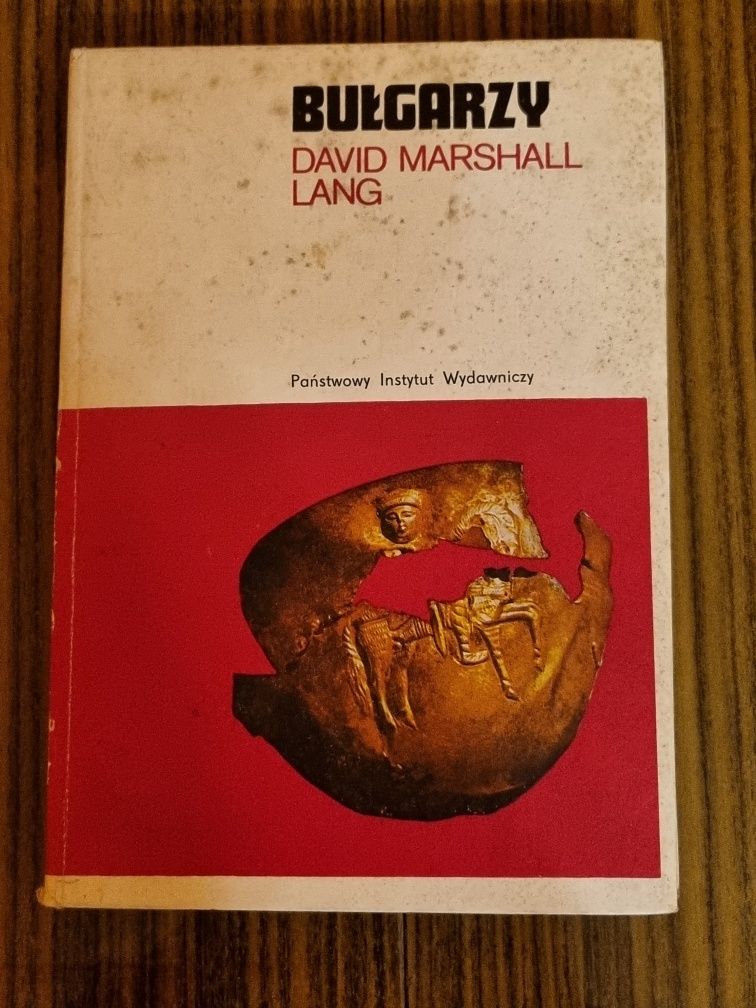 BUŁGARZY
DAVID MARSHALL
LANG
Państwowy Instytut Wydawniczy